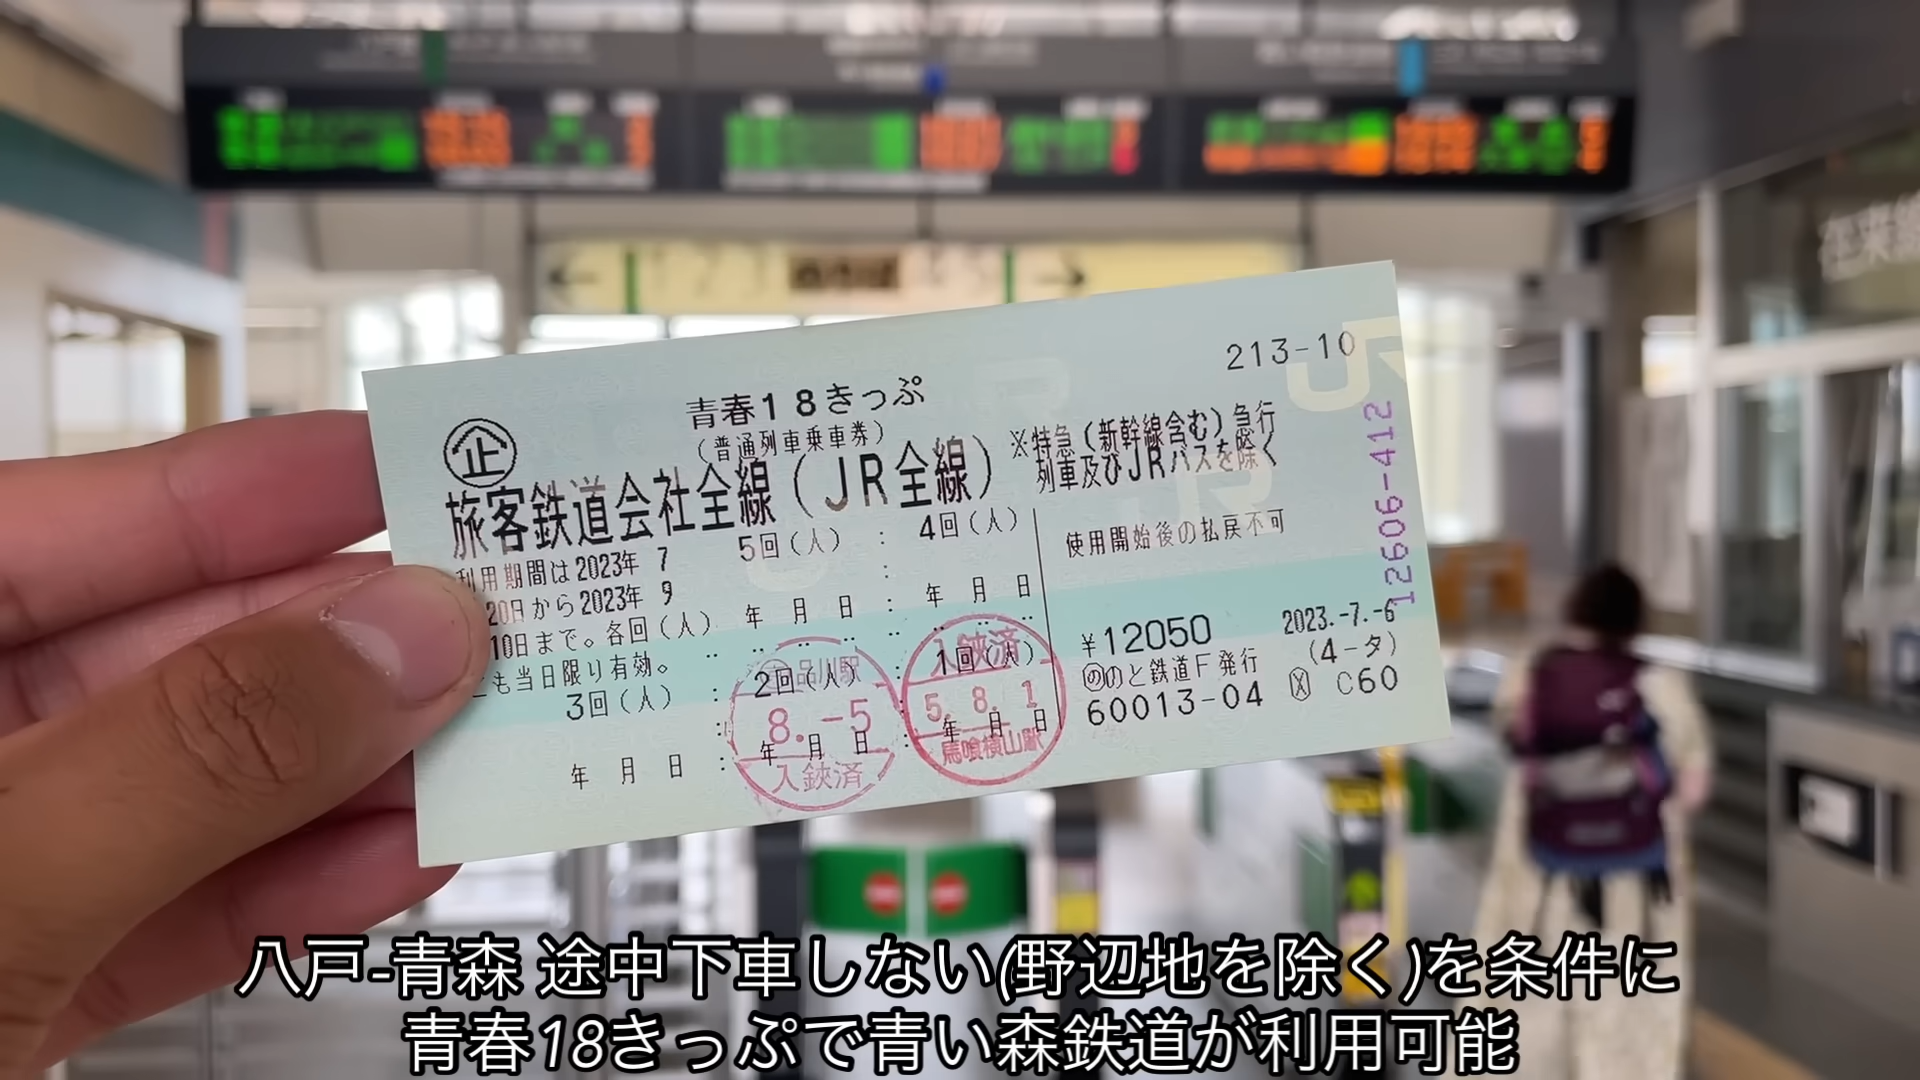 213-10
青春18きっぷ
(普通列車乗車券)
企
旅客鉄道会社全線(JR全線)
※特急(新幹線含む)急行
列車及びJRバスを除く
利用期間は2023年 7
20日から2023年 9
10日まで。各回(人)
も当日限り有効。
5回(人) : 4回(人)
年 月 日 : 年 月 日
3回(人) : 2回(人) : 1回(人)
年 月 日 : 年 月 日 : 年 月 日
品川駅
8.-5
入鋏済
入鋏済
5.8.1
馬喰横山駅
使用開始後の払戻不可
¥12050
2023.-7.-6
のと鉄道F発行
(4-タ)
60013-04
C60
12606-412
在来線
八戸-青森 途中下車しない(野辺地を除く)を条件に
青春18きっぷで青い森鉄道が利用可能